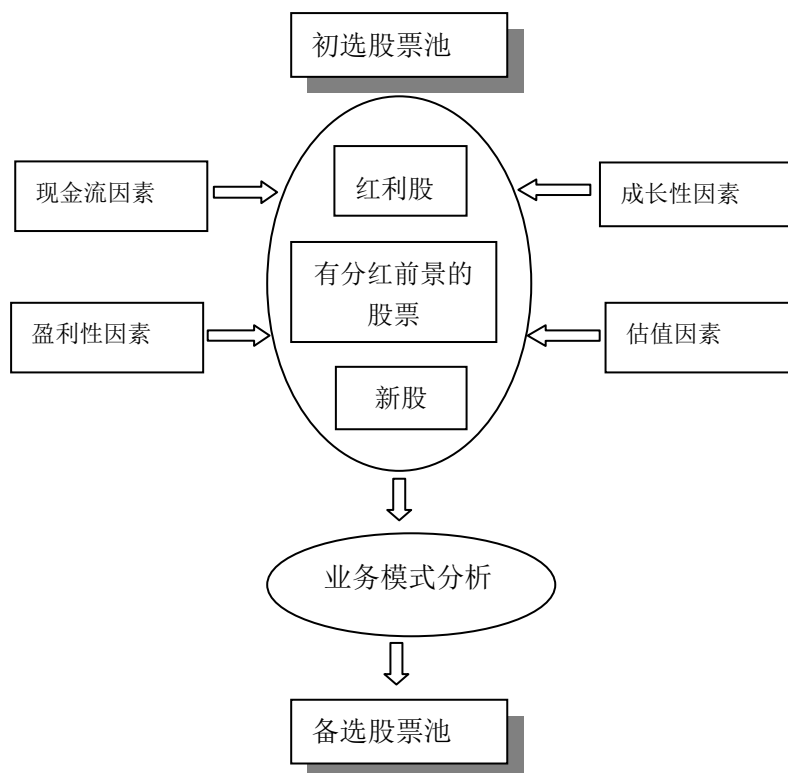 初选股票池
现金流因素
红利股
成长性因素
有分红前景的
股票
盈利性因素
估值因素
新股
业务模式分析
备选股票池